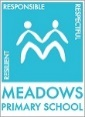 RESPONSIBLE
RESPECTFUL
RESILIENT
MEADOWS
PRIMARY SCHOOL